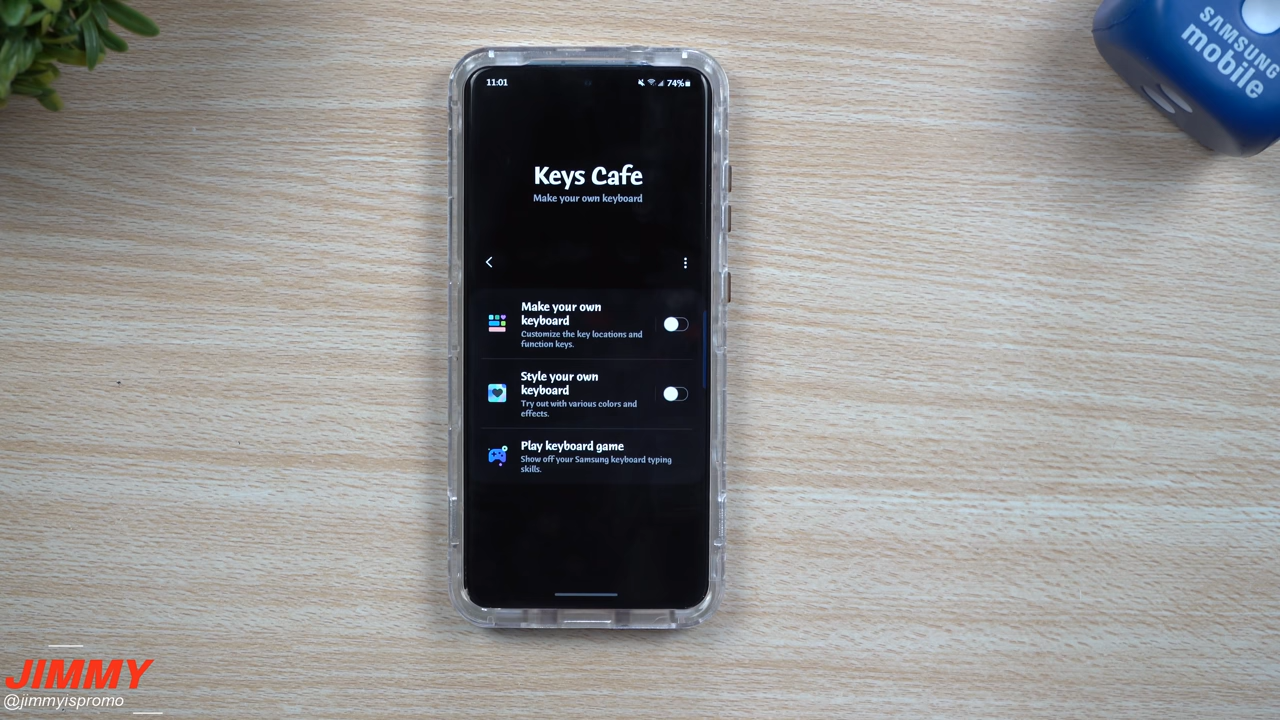 SAMSUNG
mobile
11:01
74%
Keys Cafe
Make your own keyboard
Make your own
keyboard
Customize the key locations and
function keys.
Style your own
keyboard
Try out with various colors and
effects.
Play keyboard game
Show off your Samsung keyboard typing
skills.
JIMMY
@jimmyispromo